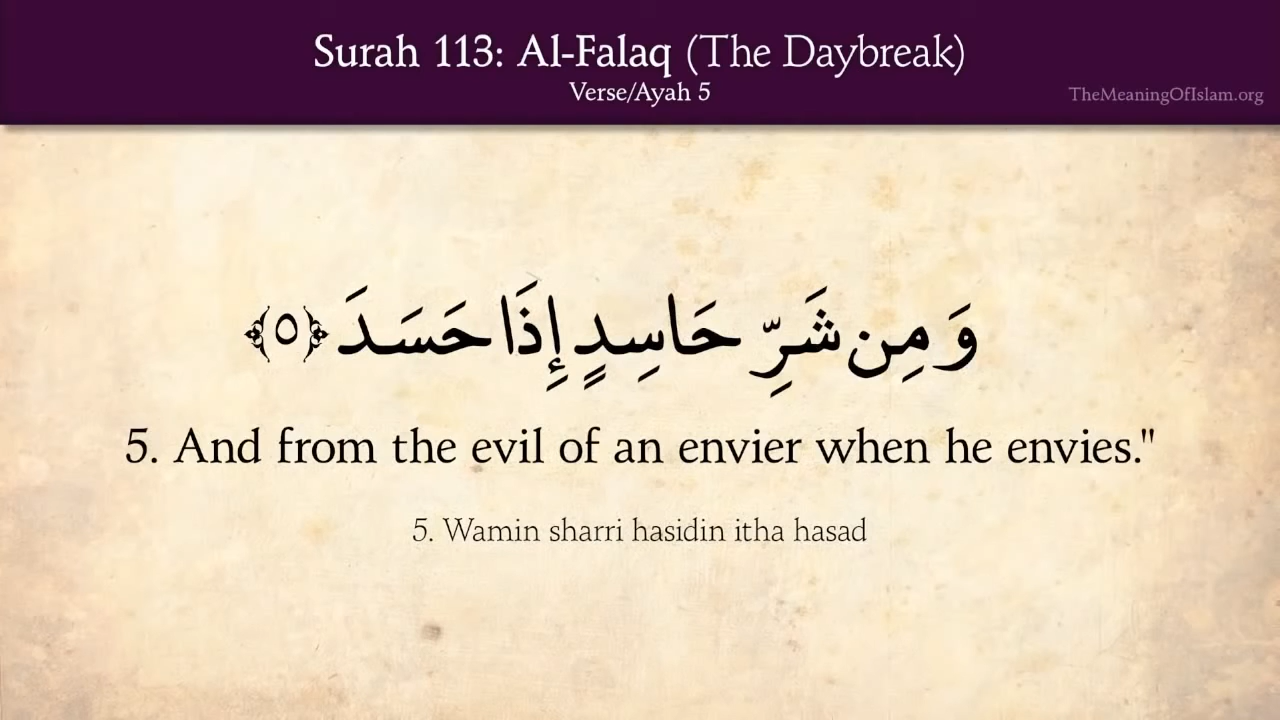 Surah 113: Al-Falaq (The Daybreak)
Verse/Ayah 5
TheMeaningOfIslam.org
وَمِن شَرِّ حَاسِدٍ إِذَا حَسَدَ ﴿٥﴾
5. And from the evil of an envier when he envies."
5. Wamin sharri hasidin itha hasad